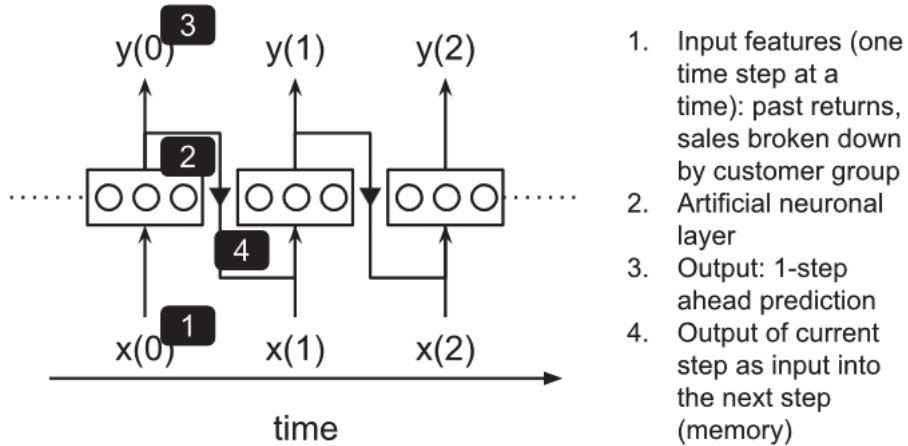 3
y(0) y(1) y(2)
2
4
1
x(0) x(1) x(2)
time
1. Input features (one
time step at a
time): past returns,
sales broken down
by customer group
2. Artificial neuronal
layer
3. Output: 1-step
ahead prediction
4. Output of current
step as input into
the next step
(memory)